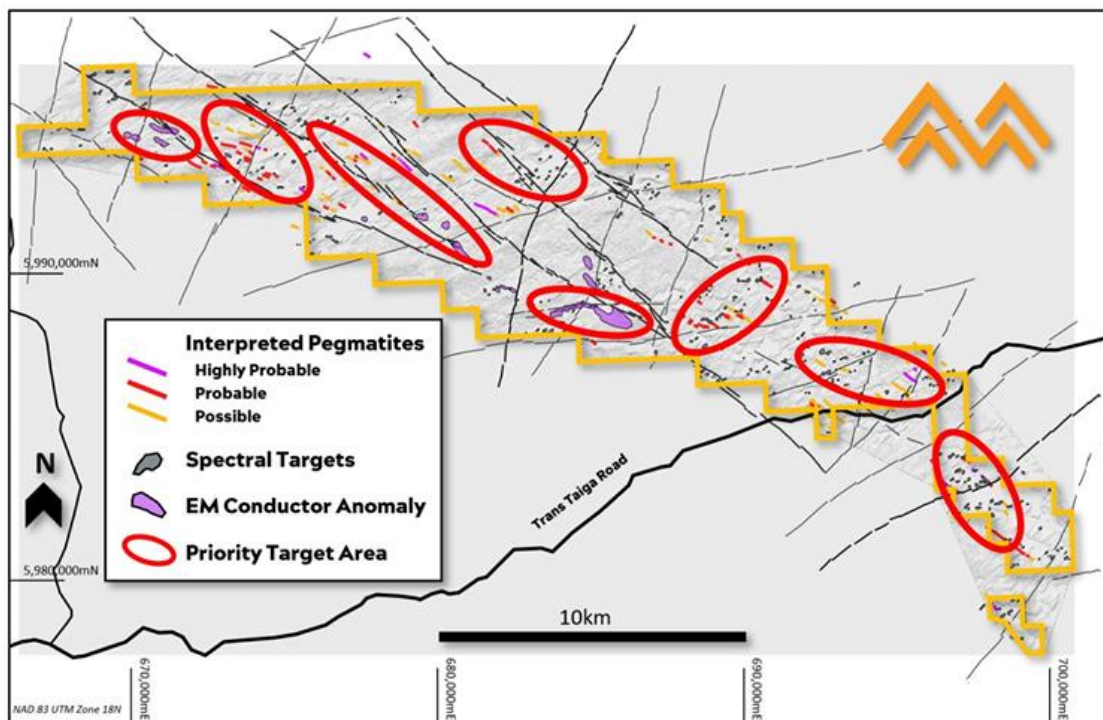 5,990,000mN
Interpreted Pegmatites
Highly Probable
Probable
Possible
Spectral Targets
EM Conductor Anomaly
Priority Target Area
N
Trans Taiga Road
5,980,000mN
10km
670,000mE
680,000mE
690,000mE
700,000mE
NAD 83 UTM Zone 18N